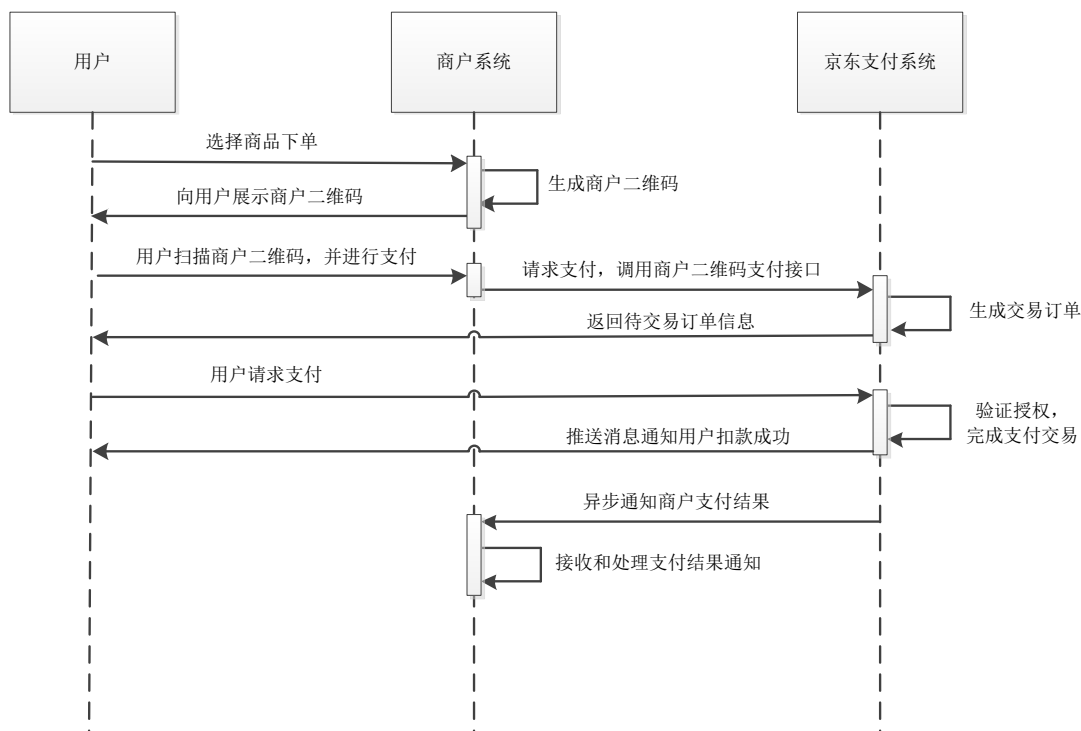 用户
商户系统
京东支付系统
选择商品下单
生成商户二维码
向用户展示商户二维码
用户扫描商户二维码，并进行支付
请求支付，调用商户二维码支付接口
生成交易订单
返回待交易订单信息
用户请求支付
验证授权，
完成支付交易
推送消息通知用户扣款成功
异步通知商户支付结果
接收和处理支付结果通知